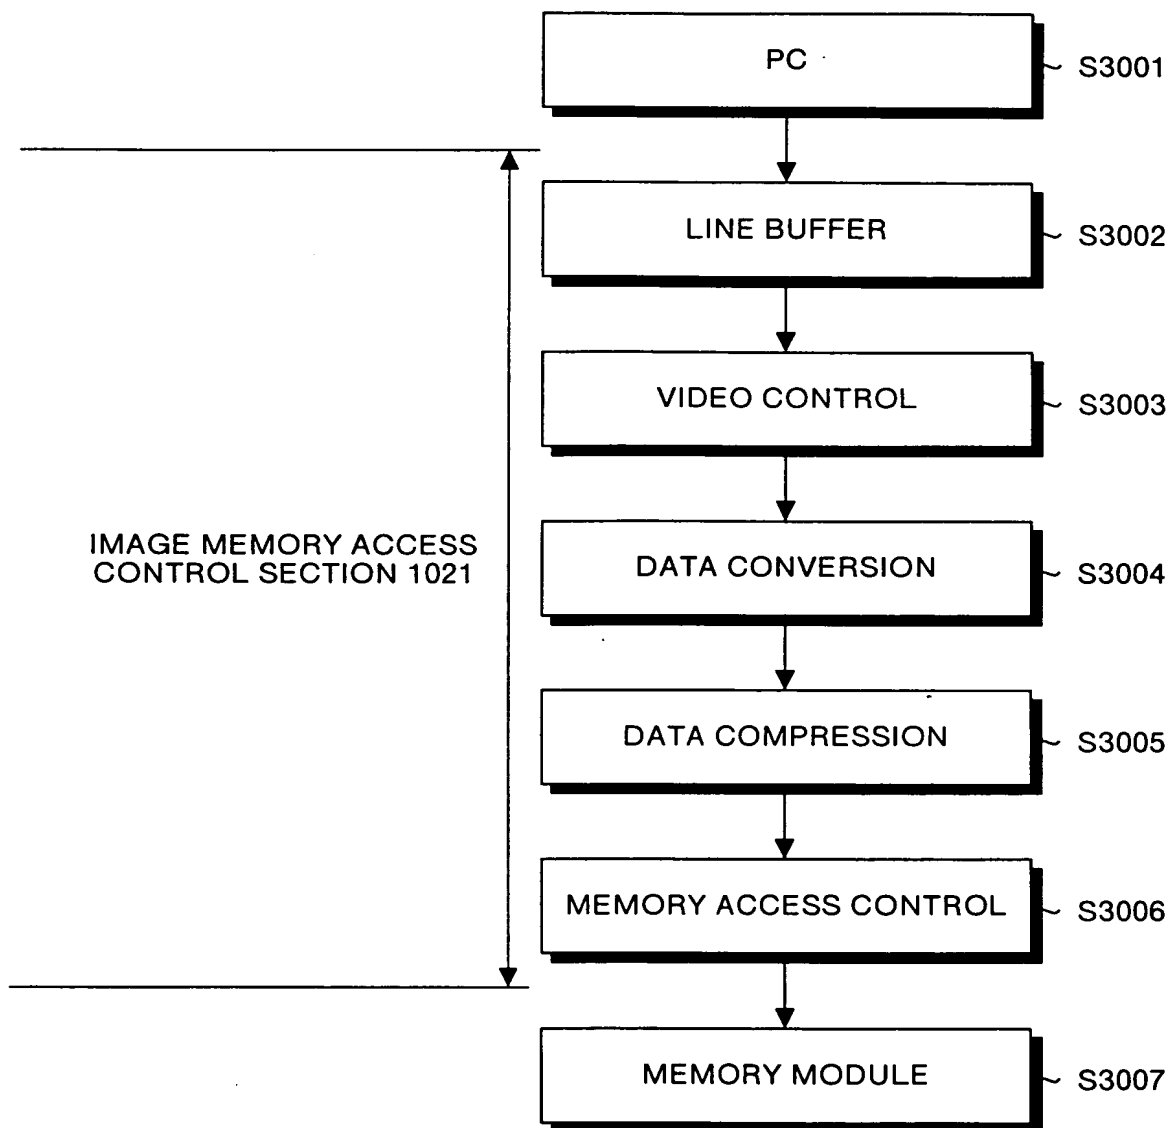 PC
S3001
LINE BUFFER
S3002
VIDEO CONTROL
S3003
IMAGE MEMORY ACCESS
CONTROL SECTION 1021
DATA CONVERSION
S3004
DATA COMPRESSION
S3005
MEMORY ACCESS CONTROL
S3006
MEMORY MODULE
S3007